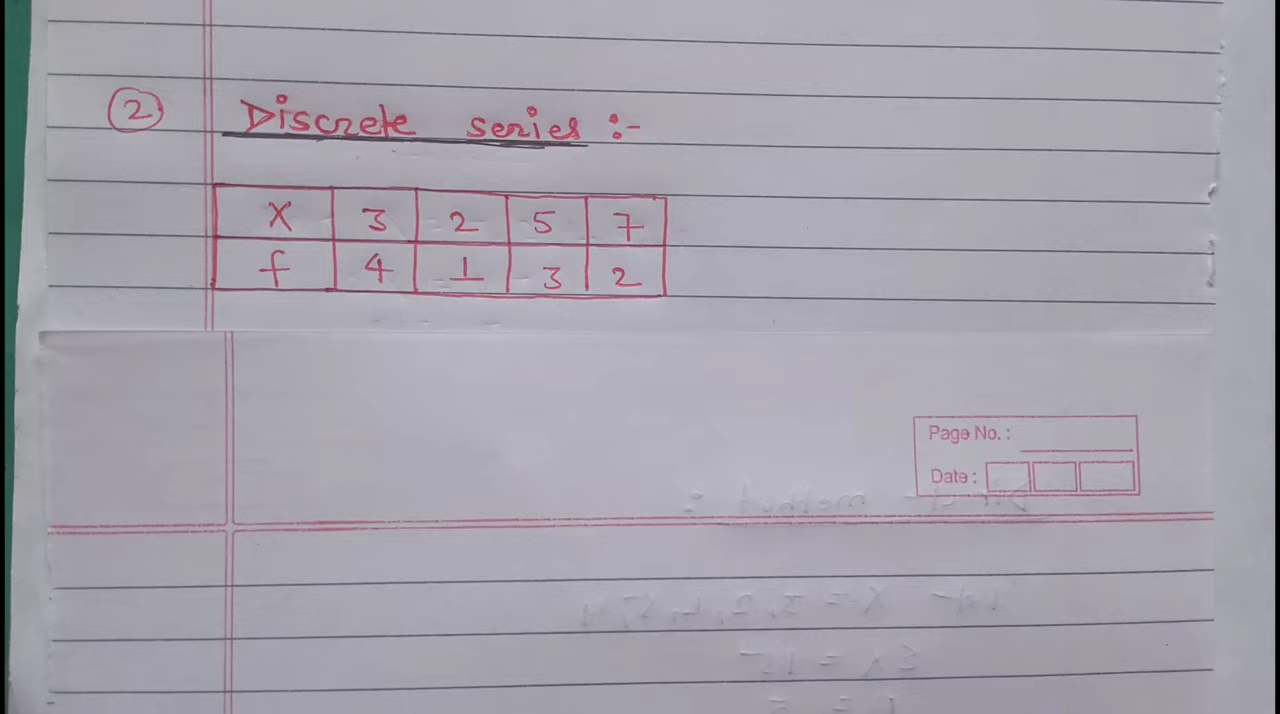 2 Discrete series :-
X 3 2 5 7
f 4 1 3 2
Page No. :
Date :